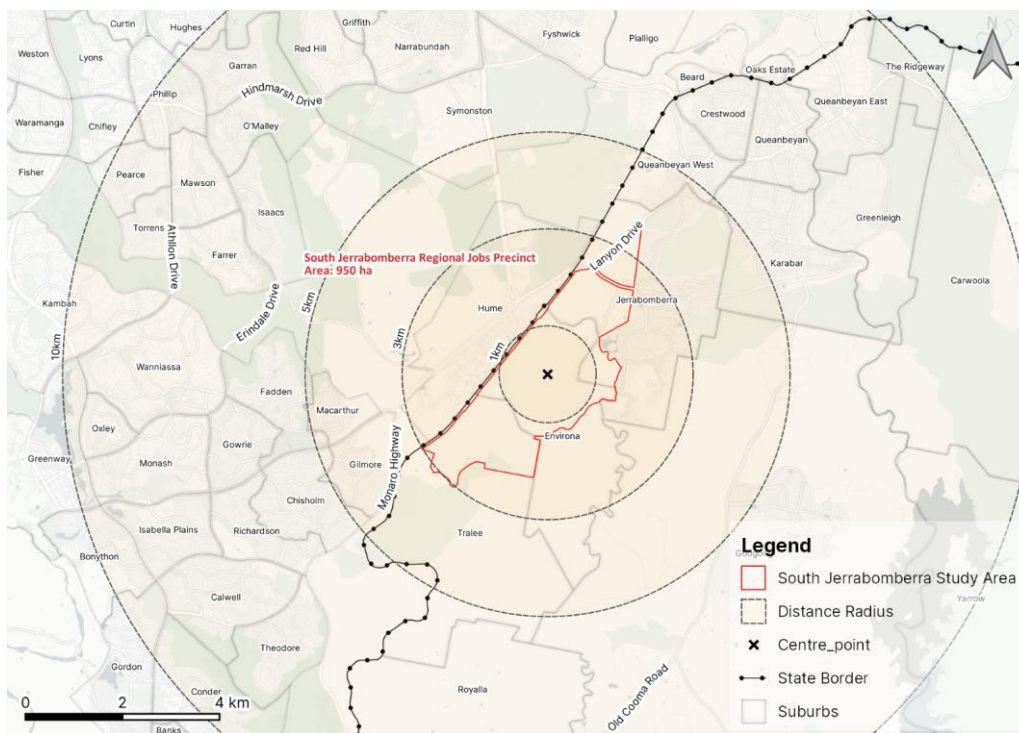 Curtin
Hughes
Griffith
Weston
Lyons
Red Hill
Narrabundah
Fyshwick
Pialligo
N
Garran
Oaks Estate
The Ridgeway
Phillip
Hindmarsh Drive
Beard
Waramanga
Chifley
O'Malley
Symonston
Crestwood
Queanbeyan East
Queanbeyan
Fisher
Pearce
Mawson
Queanbeyan West
Isaacs
Greenleigh
Torrens
Athllon Drive
Farrer
Lanyon Drive
South Jerrabomberra Regional Jobs Precinct
Area: 950 ha
Karabar
Carwoola
Kambah
Erindale Drive
5km
Hume
Jerrabomberra
10km
3km
1km
Wanniassa
Fadden
Macarthur
Oxley
Gowrie
Environa
Greenway
Monash
Gilmore
Monaro Highway
Chisholm
Isabella Plains
Richardson
Tralee
Bonython
Calwell
Theodore
Gordon
Conder
Royalla
Old Cooma Road
Banks
0 2 4 km
Legend
South Jerrabomberra Study Area
Distance Radius
Yarrow
Centre_point
State Border
Suburbs